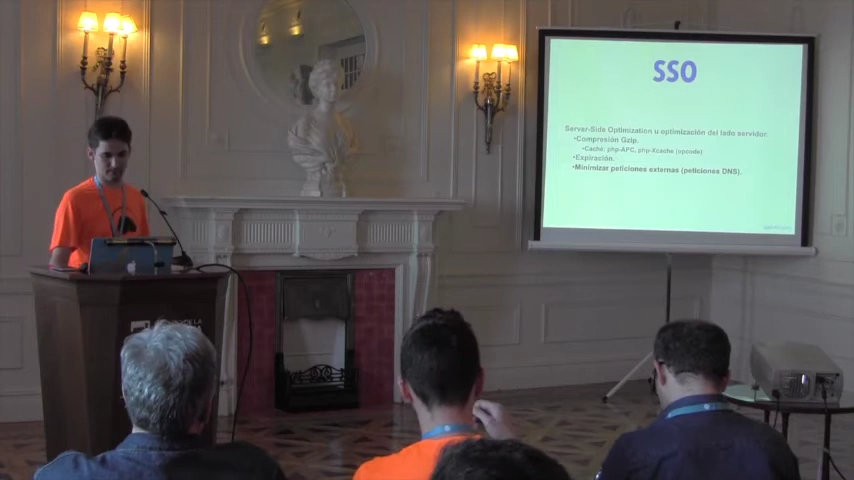 SSO
Server-Side Optimization u optimización del lado servidor.
•Compresión Gzip.
•Caché: php-APC, php-Xcache (opcode)
•Expiración.
•Minimizar peticiones externas (peticiones DNS).